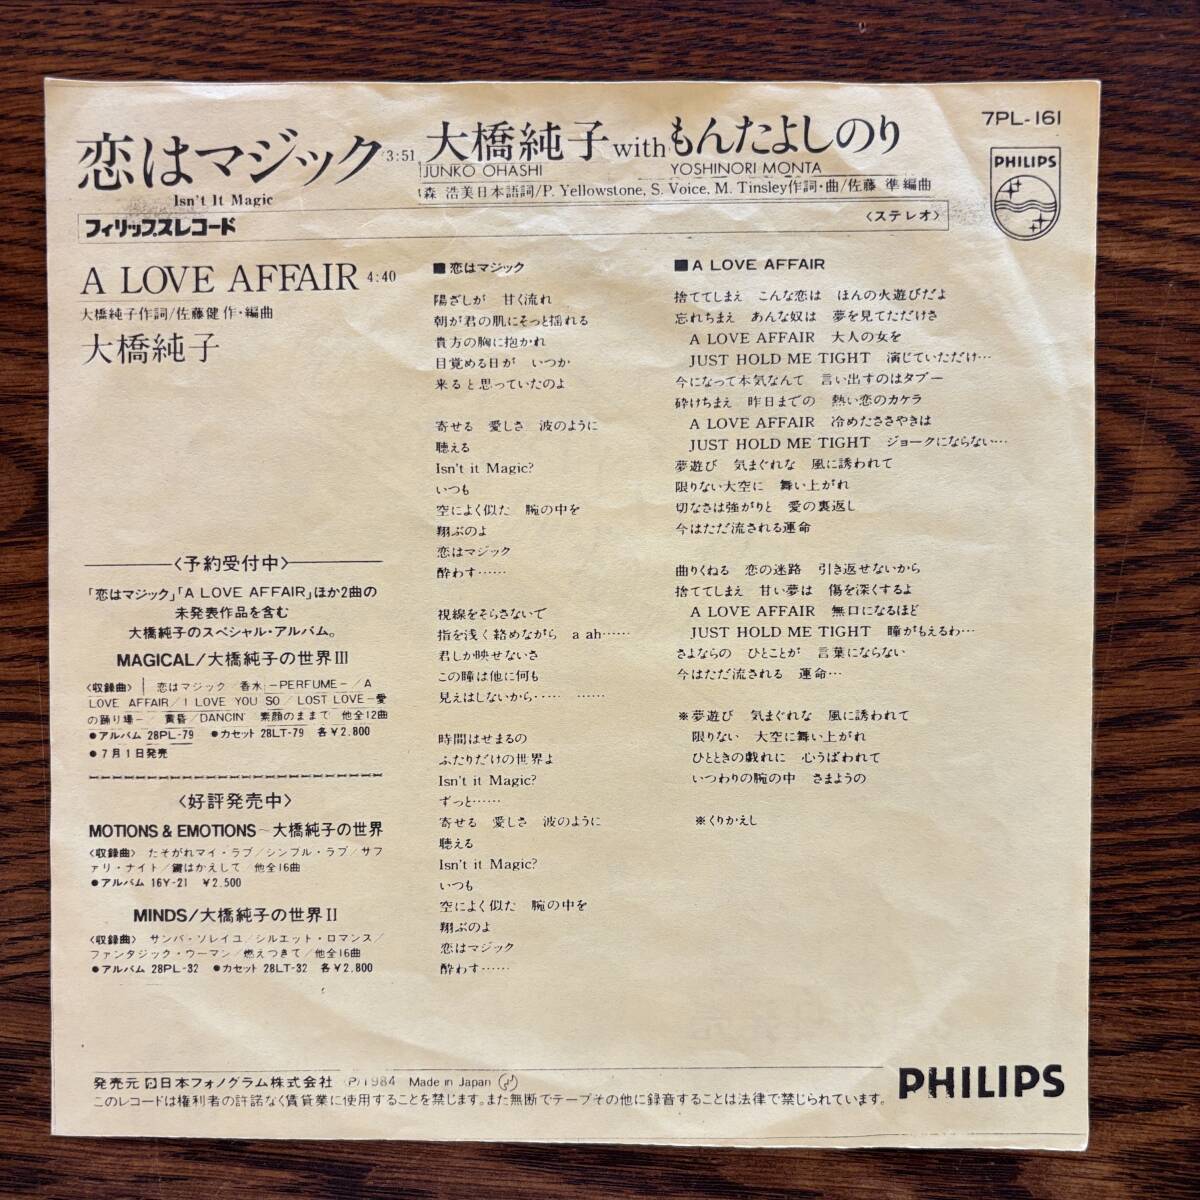 恋はマジック 3:51
Isn't It Magic
大橋純子 with もんたよしのり
JUNKO OHASHI YOSHINORI MONTA
森 浩美日本語詞/P. Yellowstone, S. Voice, M. Tinsley作詞・曲/佐藤 準 編曲
7PL-161
PHILIPS
フィリップスレコード
〈ステレオ〉
A LOVE AFFAIR 4:40
大橋純子作詞/佐藤健 作・編曲
大橋純子
〈予約受付中〉
「恋はマジック」「A LOVE AFFAIR」ほか2曲の
未発表作品を含む
大橋純子のスペシャル・アルバム。
MAGICAL/大橋純子の世界III
〈収録曲〉 恋はマジック/香水-PERFUME-/A
LOVE AFFAIR/I LOVE YOU SO/LOST LOVE-愛
の踊り場-/黄昏/DANCIN' 素顔のままで 他全12曲
●アルバム 28PL-79 ●カセット 28LT-79 各¥2.800
●7月1日発売
〈好評発売中〉
MOTIONS & EMOTIONS~大橋純子の世界
〈収録曲〉 たそがれマイ・ラブ/シンプル・ラブ/サフ
ァリ・ナイト/鍵はかえして/他全16曲
●アルバム 16Y-21 ¥2.500
MINDS/大橋純子の世界II
〈収録曲〉 サンバ・ソレイユ/シルエット・ロマンス/
ファンタジック・ウーマン/燃えつきて/他全16曲
●アルバム 28PL-32 ●カセット 28LT-32 各¥2.800
■恋はマジック
陽ざしが 甘く流れ
朝が君の肌にそっと揺れる
貴方の胸に抱かれ
目覚める日が いつか
来ると思っていたのよ
寄せる 愛しさ 波のように
聴える
Isn't it Magic?
いつも
空によく似た 腕の中を
翔ぶのよ
恋はマジック
酔わす……
視線をそらさないで
指を浅く絡めながら a ah……
君しか映せないさ
この瞳は他に何も
見えはしないから…… ……
時間はせまるの
ふたりだけの世界よ
Isn't it Magic?
ずっと……
寄せる 愛しさ 波のように
聴える
Isn't it Magic?
いつも
空によく似た 腕の中を
翔ぶのよ
恋はマジック
酔わす……
■A LOVE AFFAIR
捨ててしまえ こんな恋は ほんの火遊びだよ
忘れちまえ あんな奴は 夢を見てただけさ
A LOVE AFFAIR 大人の女を
JUST HOLD ME TIGHT 演じていただけ…
今になって本気なんて 言い出すのはタブー
砕けちまえ 昨日までの 熱い恋のカケラ
A LOVE AFFAIR 冷めたささやきは
JUST HOLD ME TIGHT ジョークにならない…
夢遊び 気まぐれな 風に誘われて
限りない大空に 舞い上がれ
切なさは強がりと 愛の裏返し
今はただ流される運命
曲りくねる 恋の迷路 引き返せないから
捨ててしまえ 甘い夢は 傷を深くするよ
A LOVE AFFAIR 無口になるほど
JUST HOLD ME TIGHT 瞳がもえるわ…
さよならの ひとことが 言葉にならない
今はただ流される 運命…
※夢遊び 気まぐれな 風に誘われて
限りない 大空に舞い上がれ
ひとときの戯れに 心うばわれて
いつわりの腕の中 さまようの
※くりかえし
発売元 日本フォノグラム株式会社 (P)1984 Made in Japan
このレコードは権利者の許諾なく賃貸業に使用することを禁じます。また無断でテープその他に録音することは法律で禁じられています。
PHILIPS